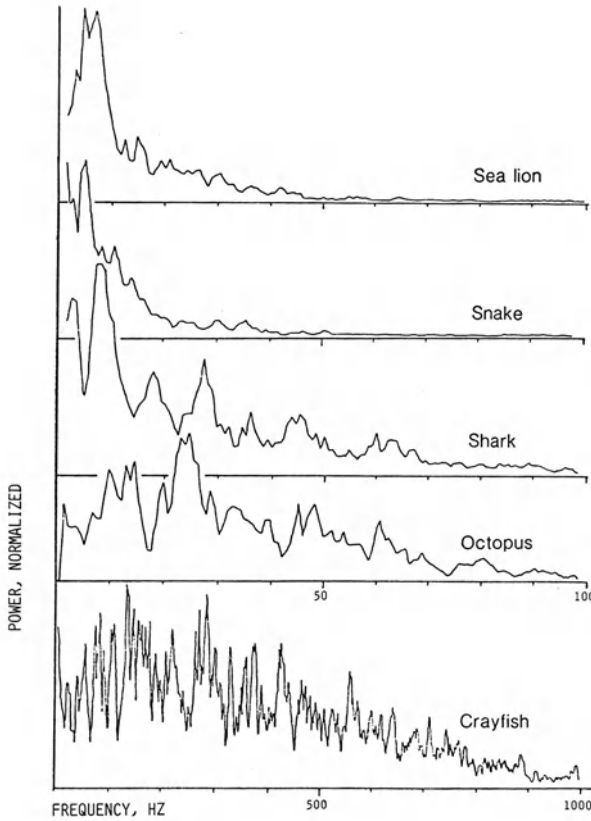 Sea lion
Snake
Shark
Octopus
50
100
Crayfish
500
1000
FREQUENCY, HZ
POWER, NORMALIZED